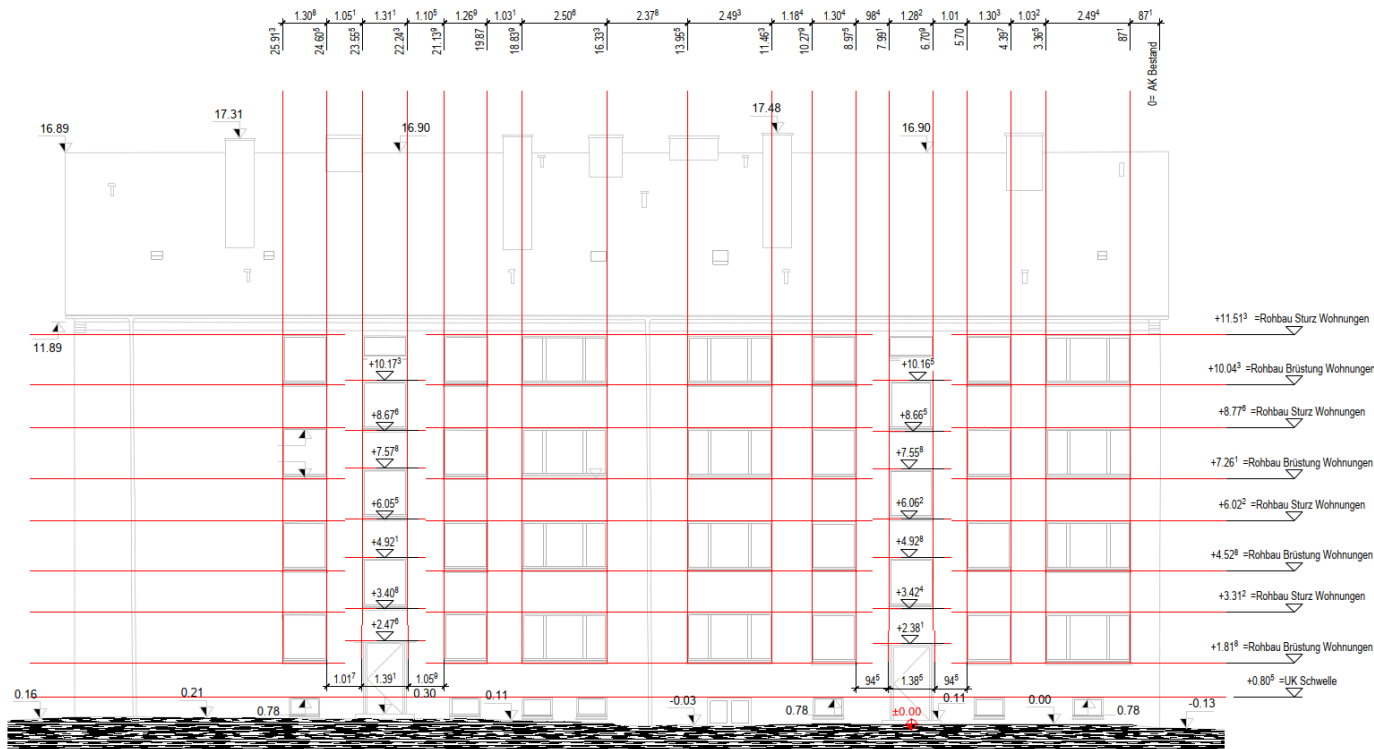 1.30⁸ 1.05¹ 1.31¹ 1.10⁵ 1.26⁹ 1.03¹ 2.50⁶ 2.37⁸ 2.49³ 1.18⁴ 1.30⁴ 98⁴ 1.28² 1.01 1.30³ 1.03² 2.49⁴ 87¹
25.91³ 24.60⁵ 23.55⁵ 22.24³ 21.13⁹ 19.87 18.83⁹ 16.33³ 13.95⁵ 11.46³ 10.27⁹ 8.97⁵ 7.99¹ 6.70⁹ 5.70 4.39⁷ 3.36⁵ 87¹ 0= AK Bestand
17.31 17.48
16.89 16.90 16.90
+11.51³ =Rohbau Sturz Wohnungen
11.89
+10.17³ +10.16⁵
+10.04³ =Rohbau Brüstung Wohnungen
+8.77⁶ =Rohbau Sturz Wohnungen
+8.67⁶ +8.66⁵
+7.57⁸ +7.55⁸
+7.26¹ =Rohbau Brüstung Wohnungen
+6.05⁵ +6.06²
+6.02² =Rohbau Sturz Wohnungen
+4.92¹ +4.92⁸
+4.52⁸ =Rohbau Brüstung Wohnungen
+3.40⁸ +3.42⁴
+3.31² =Rohbau Sturz Wohnungen
+2.47⁶ +2.38¹
+1.81⁸ =Rohbau Brüstung Wohnungen
1.01⁷ 1.39¹ 1.05⁹ 94⁵ 1.38⁵ 94⁵
+0.80⁵ =UK Schwelle
0.16 0.21 0.30 0.11 -0.03 0.11 0.00 -0.13
0.78 0.78 ±0.00 0.78